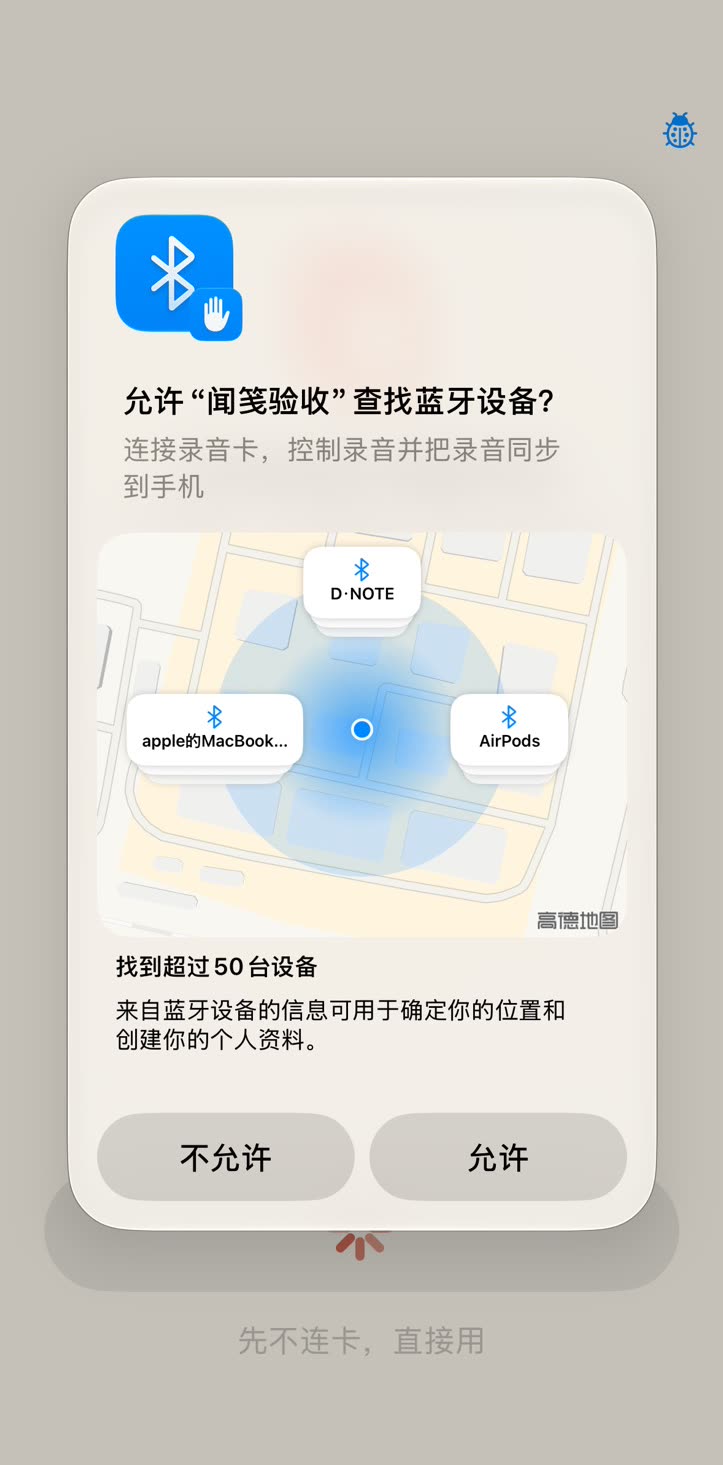 允许“闻笺验收”查找蓝牙设备?
连接录音卡，控制录音并把录音同步
到手机
D·NOTE
apple的MacBook...
AirPods
高德地图
找到超过50台设备
来自蓝牙设备的信息可用于确定你的位置和
创建你的个人资料。
不允许
允许
先不连卡，直接用